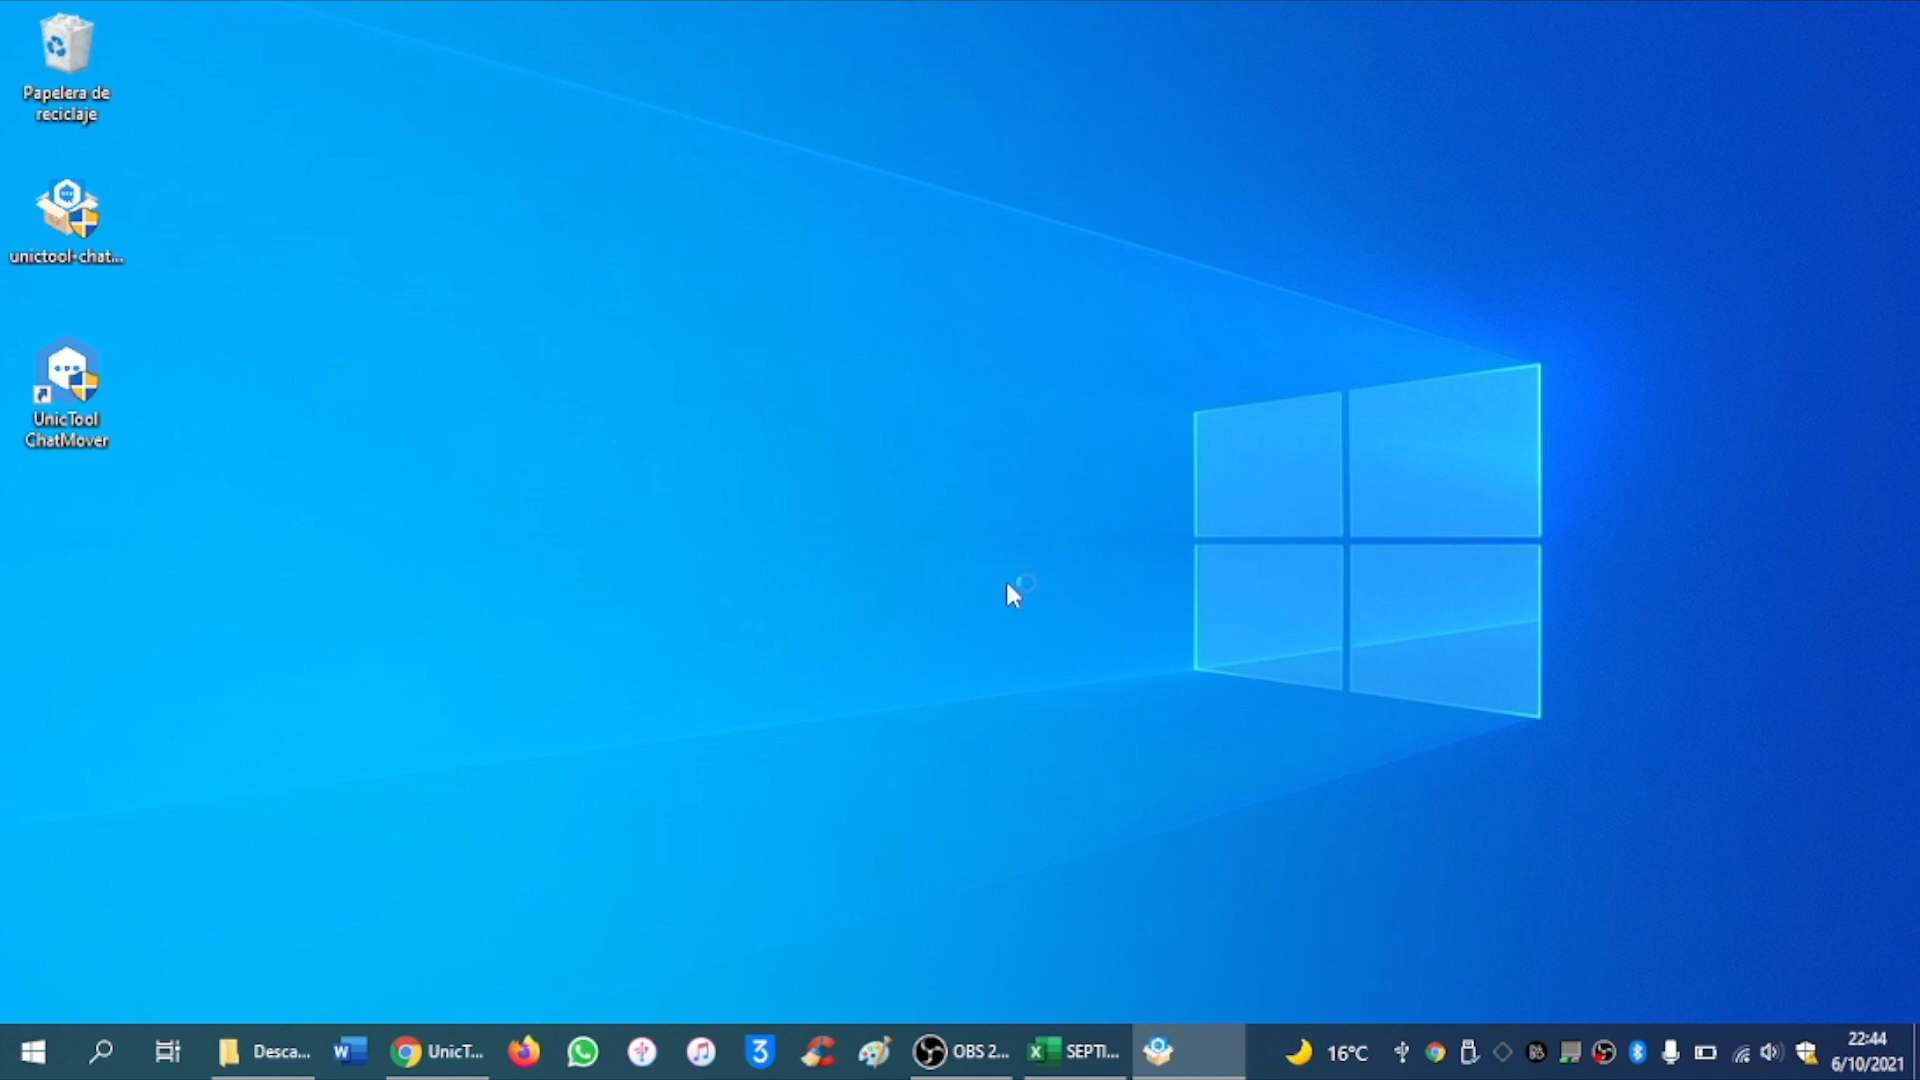 Papelera de
reciclaje
unictool-chat...
UnicTool
ChatMover
Desca...
UnicT...
OBS 2...
SEPTI...
16°C
22:44
6/10/2021